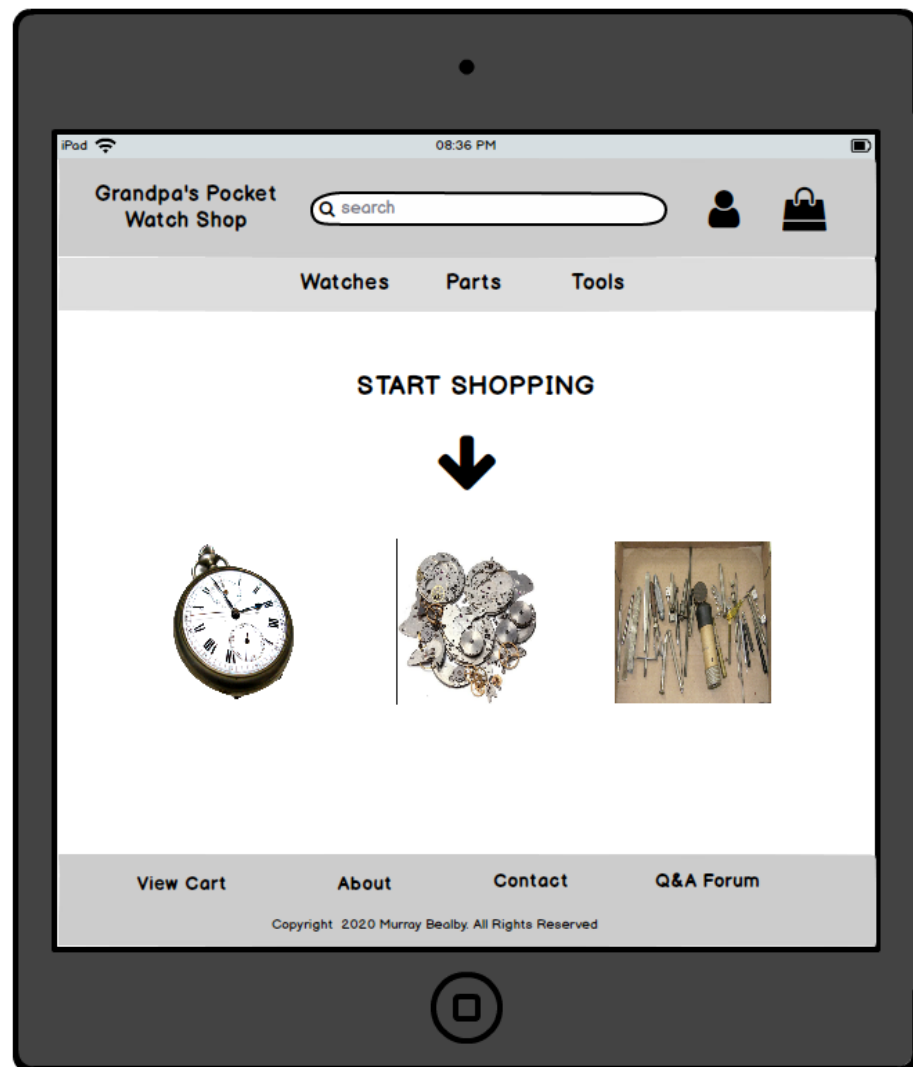 iPad 08:36 PM
Grandpa's Pocket
Watch Shop
search
Watches Parts Tools
START SHOPPING
View Cart About Contact Q&A Forum
Copyright 2020 Murray Bealby. All Rights Reserved